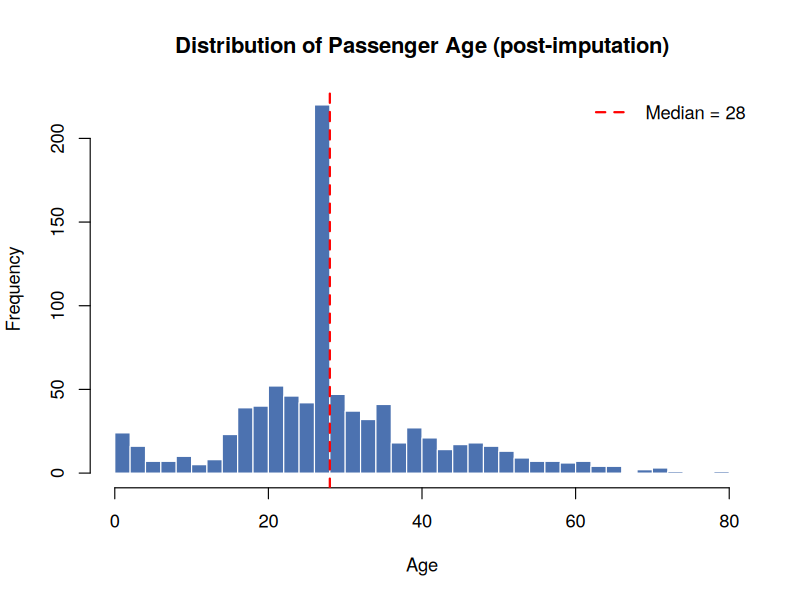 Distribution of Passenger Age (post-imputation)
Median = 28
Frequency
200
150
100
50
0
0 20 40 60 80
Age